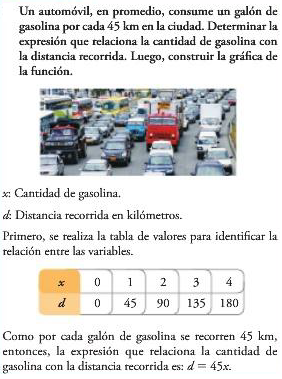 Un automóvil, en promedio, consume un galón de
gasolina por cada 45 km en la ciudad. Determinar la
expresión que relaciona la cantidad de gasolina con
la distancia recorrida. Luego, construir la gráfica de
la función.
x: Cantidad de gasolina.
d: Distancia recorrida en kilómetros.
Primero, se realiza la tabla de valores para identificar la
relación entre las variables.
x 0 1 2 3 4
d 0 45 90 135 180
Como por cada galón de gasolina se recorren 45 km,
entonces, la expresión que relaciona la cantidad de
gasolina con la distancia recorrida es: d = 45x.